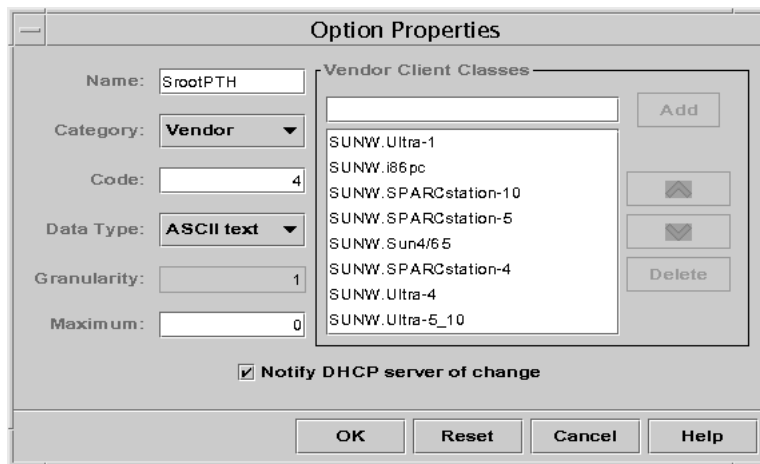 Option Properties
Name: SrootPTH
Category: Vendor
Code: 4
Data Type: ASCII text
Granularity: 1
Maximum: 0
Vendor Client Classes
Add
SUNW.Ultra-1
SUNW.i86pc
SUNW.SPARCstation-10
SUNW.SPARCstation-5
SUNW.Sun4/65
SUNW.SPARCstation-4
SUNW.Ultra-4
SUNW.Ultra-5_10
Delete
Notify DHCP server of change
OK Reset Cancel Help